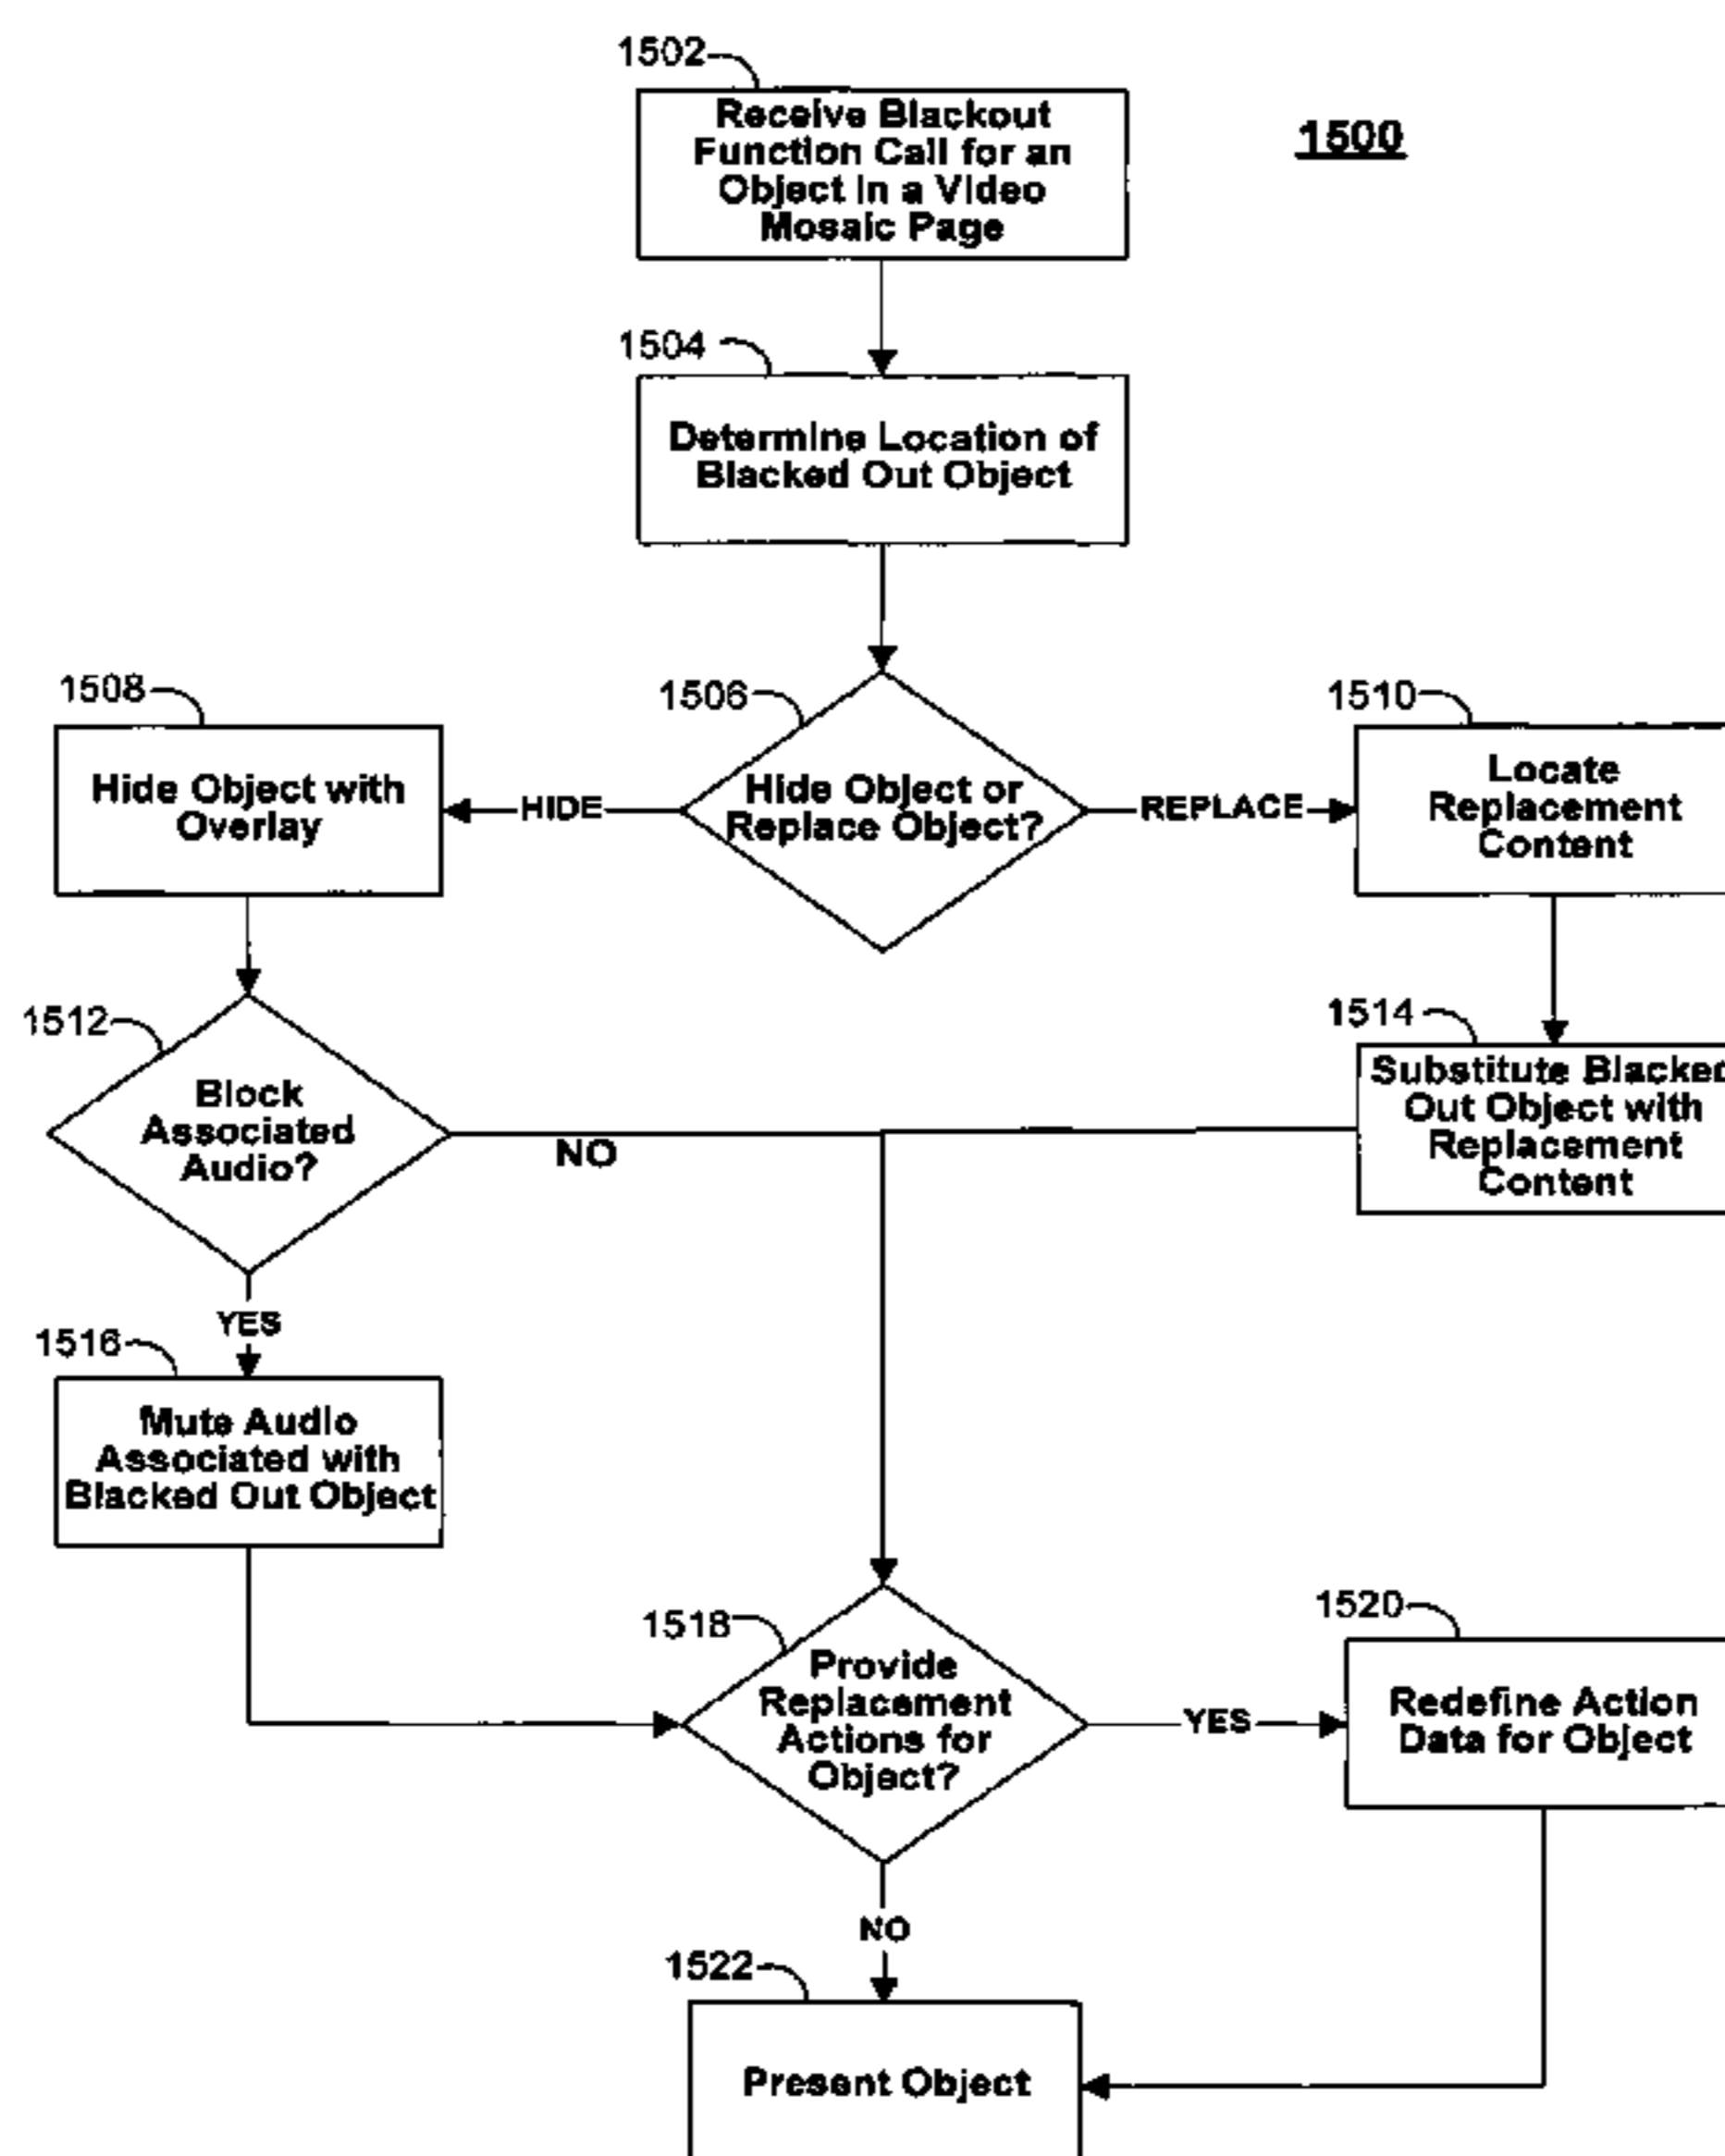 1502
Receive Blackout
Function Call for an
Object in a Video
Mosaic Page
1500
1504
Determine Location of
Blacked Out Object
1508
Hide Object with
Overlay
HIDE
1506
Hide Object or
Replace Object?
REPLACE
1510
Locate
Replacement
Content
1512
Block
Associated
Audio?
NO
1514
Substitute Blacked
Out Object with
Replacement
Content
YES
1516
Mute Audio
Associated with
Blacked Out Object
1518
Provide
Replacement
Actions for
Object?
YES
1520
Redefine Action
Data for Object
NO
1522
Present Object